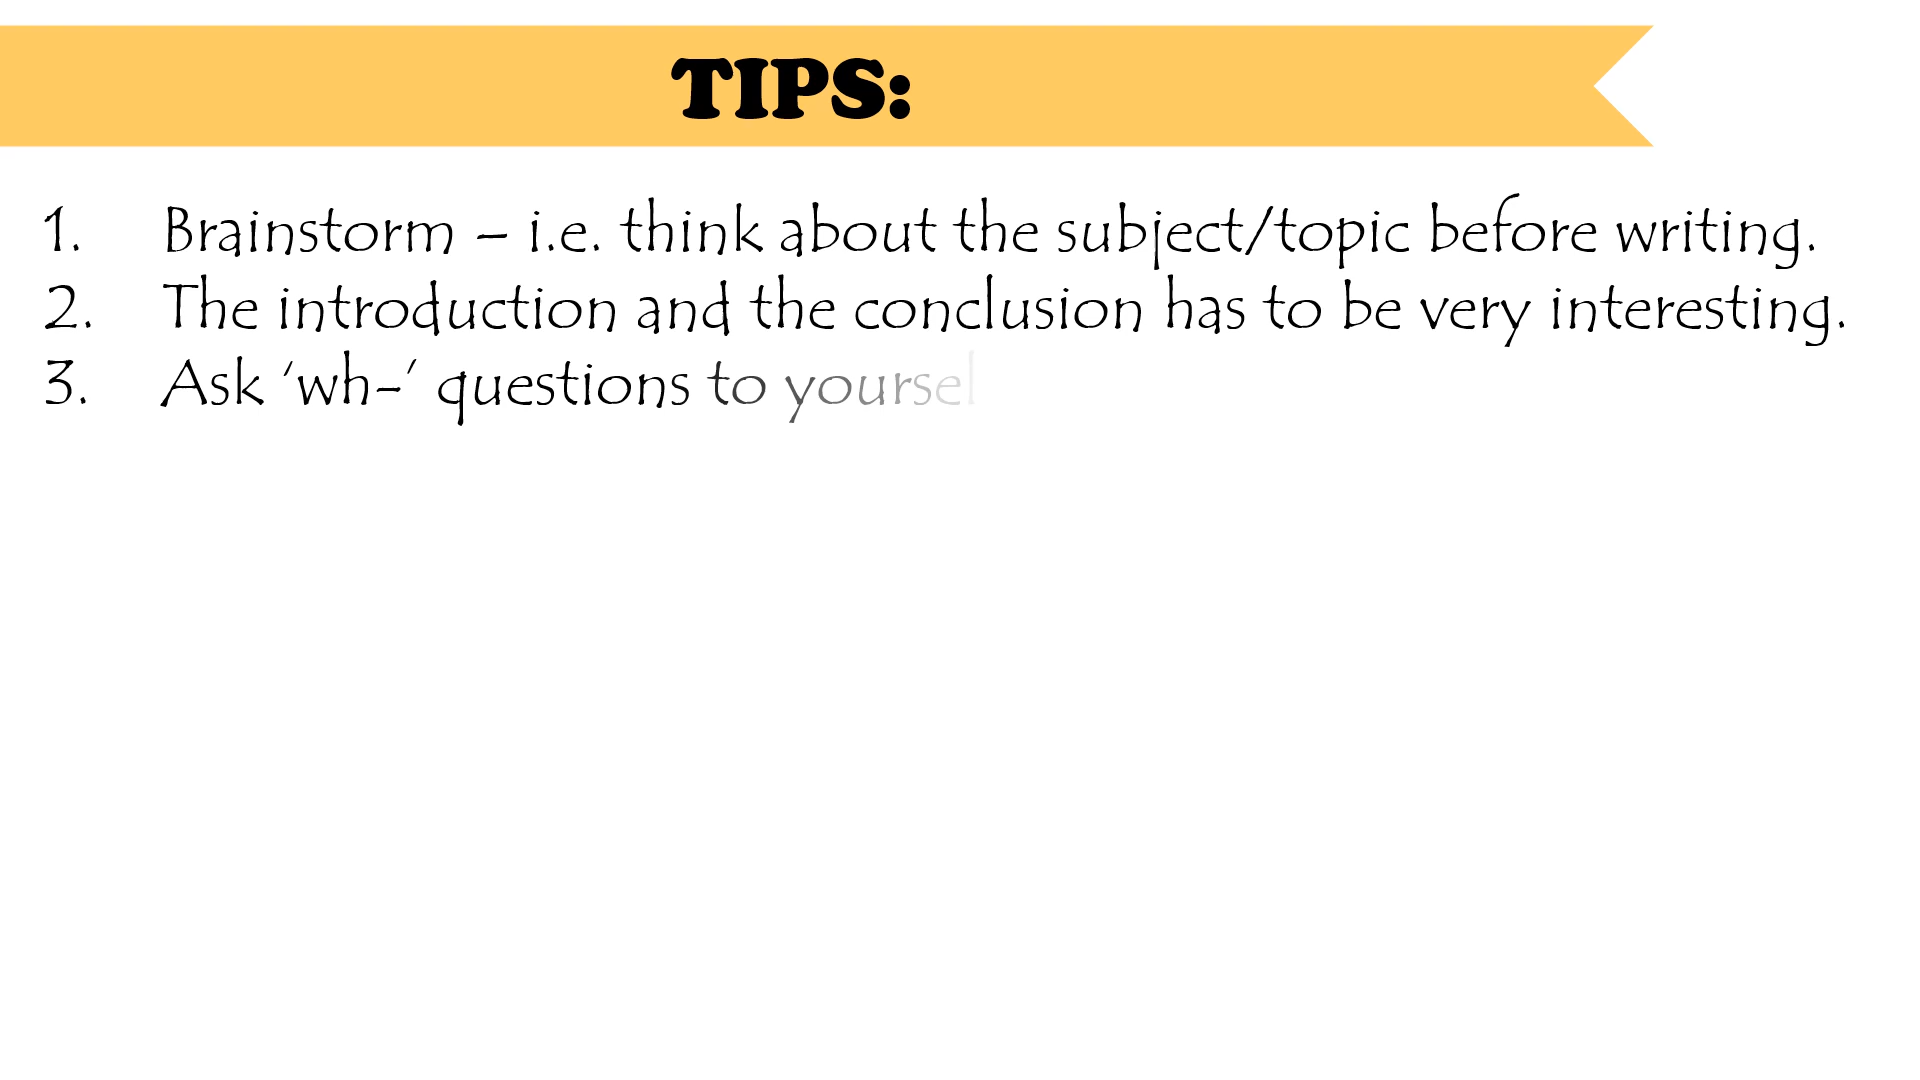 TIPS:
1. Brainstorm – i.e. think about the subject/topic before writing.
2. The introduction and the conclusion has to be very interesting.
3. Ask ‘wh-’ questions to yoursel